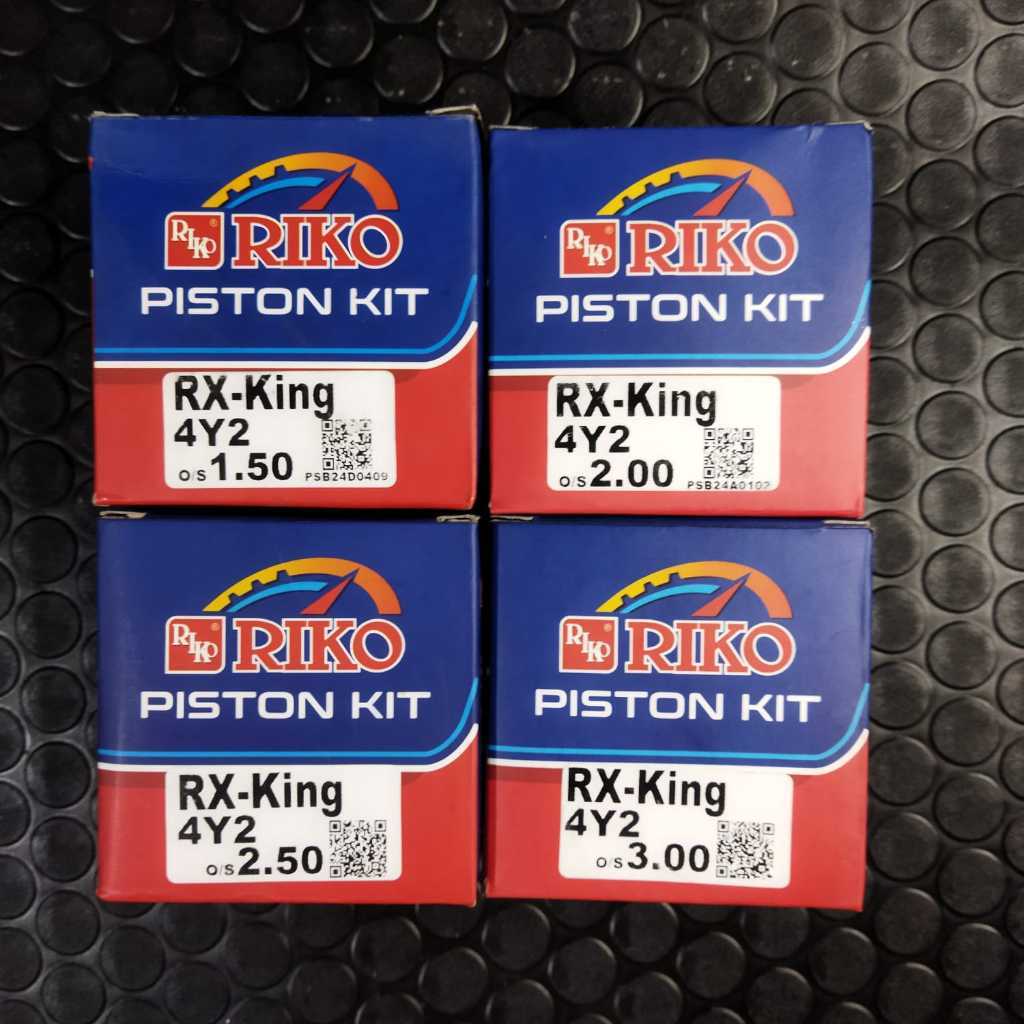 RIKO® RIKO
PISTON KIT
RX-King
4Y2
O/S 1.50
PSB24D0409
RIKO® RIKO
PISTON KIT
RX-King
4Y2
O/S 2.00
PSB24A0102
RIKO® RIKO
PISTON KIT
RX-King
4Y2
O/S 2.50
RIKO® RIKO
PISTON KIT
RX-King
4Y2
O/S 3.00